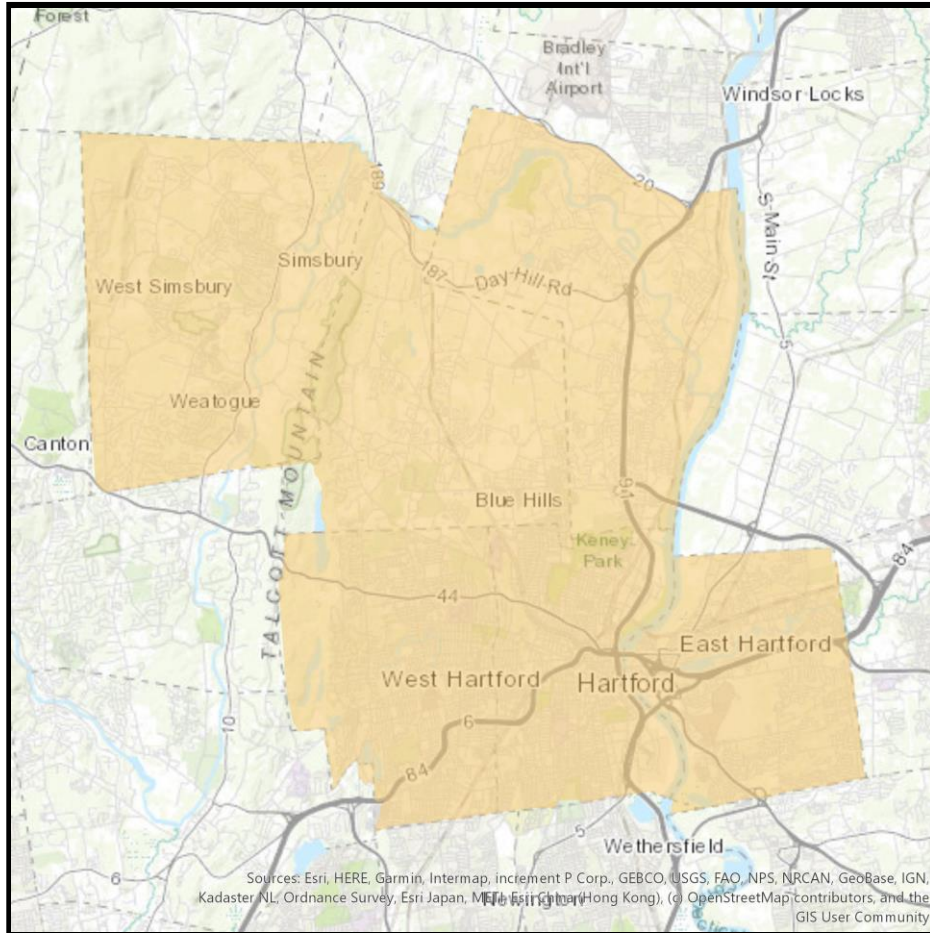 Forest
Bradley
Int'l
Airport
Windsor Locks
189
20
S Main St
Simsbury
187
Day Hill Rd
West Simsbury
5
TALCOTT MOUNTAIN
Weatogue
Canton
91
Blue Hills
Keney
Park
84
44
East Hartford
West Hartford
Hartford
10
6
84
5
Wethersfield
6
Sources: Esri, HERE, Garmin, Intermap, increment P Corp., GEBCO, USGS, FAO, NPS, NRCAN, GeoBase, IGN,
Kadaster NL, Ordnance Survey, Esri Japan, METI, Esri China (Hong Kong), (c) OpenStreetMap contributors, and the
GIS User Community
Newington